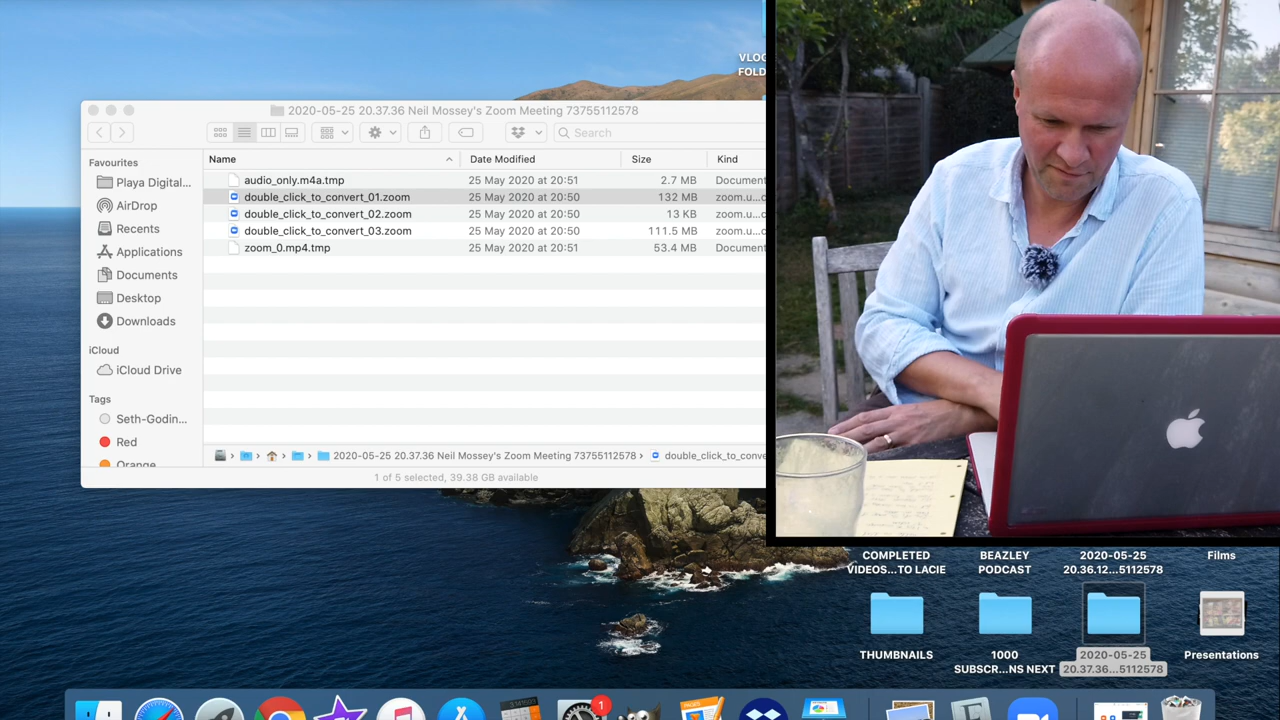 VLOG
FOLD
2020-05-25 20.37.36 Neil Mossey's Zoom Meeting 73755112578
Search
Favourites
Playa Digital...
AirDrop
Recents
Applications
Documents
Desktop
Downloads
iCloud
iCloud Drive
Tags
Seth-Godin...
Red
Orange
Name Date Modified Size Kind
audio_only.m4a.tmp 25 May 2020 at 20:51 2.7 MB Document
double_click_to_convert_01.zoom 25 May 2020 at 20:50 132 MB zoom.u...c
double_click_to_convert_02.zoom 25 May 2020 at 20:50 13 KB zoom.u...c
double_click_to_convert_03.zoom 25 May 2020 at 20:50 111.5 MB zoom.u...c
zoom_0.mp4.tmp 25 May 2020 at 20:51 53.4 MB Document
2020-05-25 20.37.36 Neil Mossey's Zoom Meeting 73755112578 › double_click_to_conve
1 of 5 selected, 39.38 GB available
COMPLETED
VIDEOS...TO LACIE
BEAZLEY
PODCAST
2020-05-25
20.36.12...5112578
Films
THUMBNAILS
1000
SUBSCR...NS NEXT
2020-05-25
20.37.36...5112578
Presentations
1